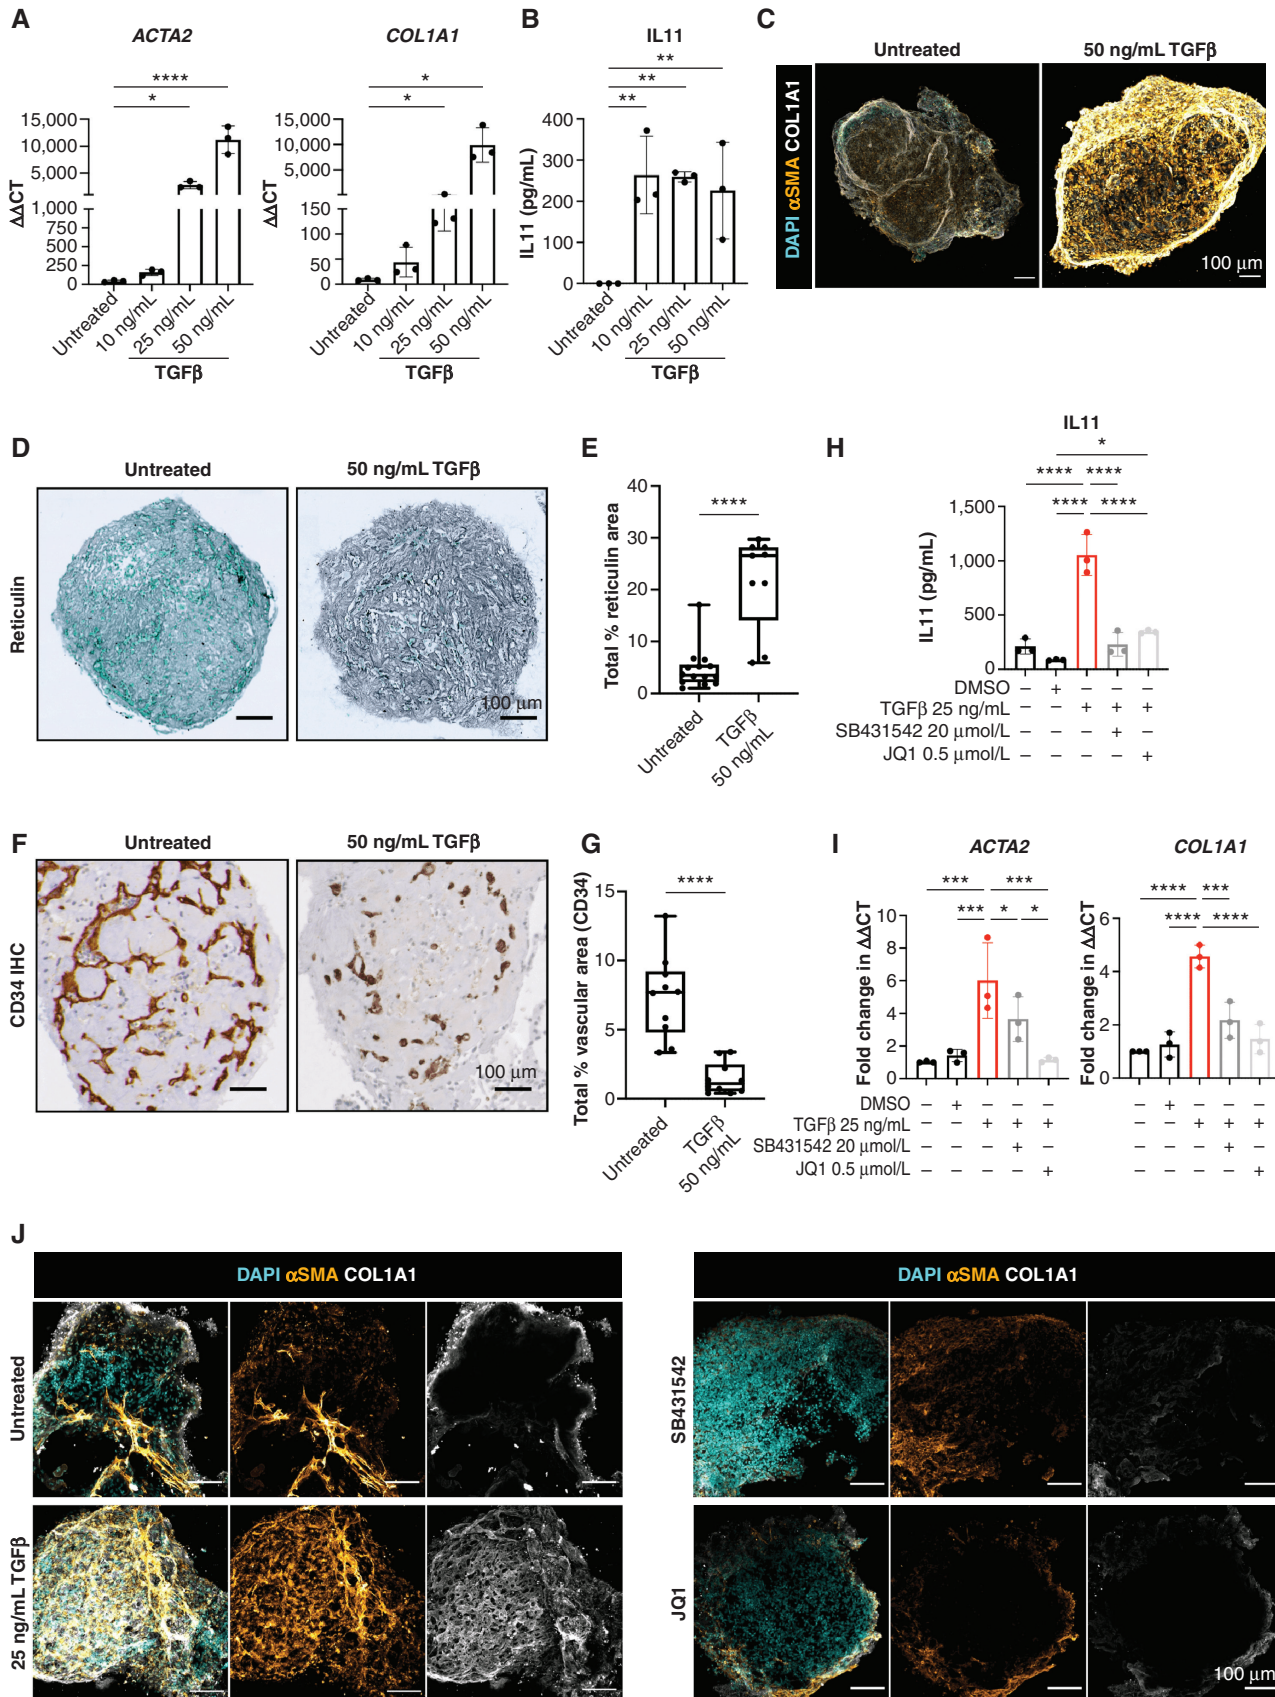 A
ACTA2
****
*
15,000
10,000
5,000
1,000
750
500
250
0
ΔΔCT
Untreated
10 ng/mL
25 ng/mL
50 ng/mL
TGFβ
COL1A1
*
*
15,000
10,000
5,000
150
100
50
0
ΔΔCT
Untreated
10 ng/mL
25 ng/mL
50 ng/mL
TGFβ
B
IL11
**
**
**
400
300
200
100
0
IL11 (pg/mL)
Untreated
10 ng/mL
25 ng/mL
50 ng/mL
TGFβ
C
Untreated
50 ng/mL TGFβ
DAPI αSMA COL1A1
100 μm
D
Untreated
50 ng/mL TGFβ
Reticulin
100 μm
E
****
40
30
20
10
0
Total % reticulin area
Untreated
TGFβ
50 ng/mL
H
IL11
*
**** ****
**** ****
1,500
1,000
500
0
IL11 (pg/mL)
DMSO – + – – –
TGFβ 25 ng/mL – – + + +
SB431542 20 μmol/L – – – + –
JQ1 0.5 μmol/L – – – – +
F
Untreated
50 ng/mL TGFβ
CD34 IHC
100 μm
G
****
15
10
5
0
Total % vascular area (CD34)
Untreated
TGFβ
50 ng/mL
I
ACTA2
*** ***
*** * *
10
8
6
4
2
0
Fold change in ΔΔCT
COL1A1
**** ***
**** ****
6
4
2
0
Fold change in ΔΔCT
DMSO – + – – – – + – – –
TGFβ 25 ng/mL – – + + + – – + + +
SB431542 20 μmol/L – – – + – – – – + –
JQ1 0.5 μmol/L – – – – + – – – – +
J
DAPI αSMA COL1A1
Untreated
25 ng/mL TGFβ
DAPI αSMA COL1A1
SB431542
JQ1
100 μm